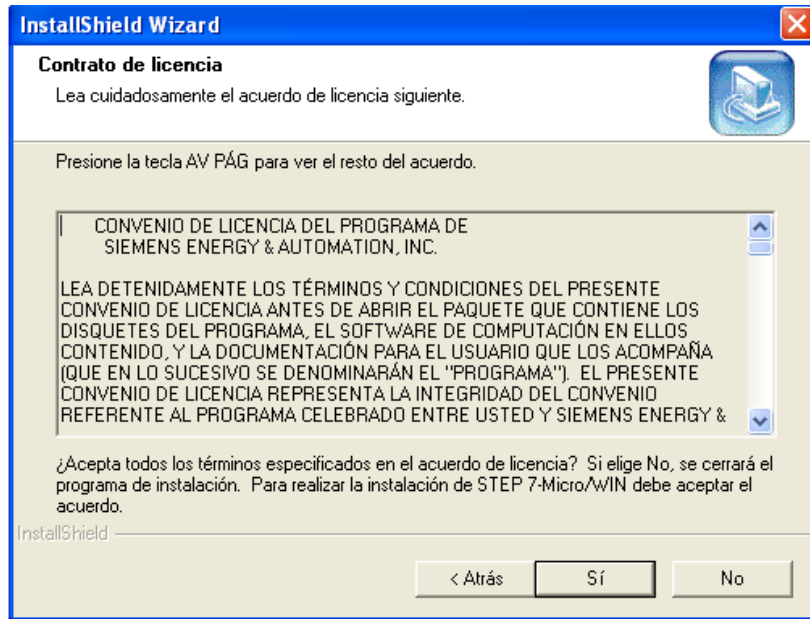 InstallShield Wizard
Contrato de licencia
Lea cuidadosamente el acuerdo de licencia siguiente.
Presione la tecla AV PÁG para ver el resto del acuerdo.
CONVENIO DE LICENCIA DEL PROGRAMA DE
SIEMENS ENERGY & AUTOMATION, INC.
LEA DETENIDAMENTE LOS TÉRMINOS Y CONDICIONES DEL PRESENTE
CONVENIO DE LICENCIA ANTES DE ABRIR EL PAQUETE QUE CONTIENE LOS
DISQUETES DEL PROGRAMA, EL SOFTWARE DE COMPUTACIÓN EN ELLOS
CONTENIDO, Y LA DOCUMENTACIÓN PARA EL USUARIO QUE LOS ACOMPAÑA
(QUE EN LO SUCESIVO SE DENOMINARÁN EL "PROGRAMA").  EL PRESENTE
CONVENIO DE LICENCIA REPRESENTA LA INTEGRIDAD DEL CONVENIO
REFERENTE AL PROGRAMA CELEBRADO ENTRE USTED Y SIEMENS ENERGY &
¿Acepta todos los términos especificados en el acuerdo de licencia?  Si elige No, se cerrará el
programa de instalación.  Para realizar la instalación de STEP 7-Micro/WIN debe aceptar el
acuerdo.
InstallShield
< Atrás
Sí
No